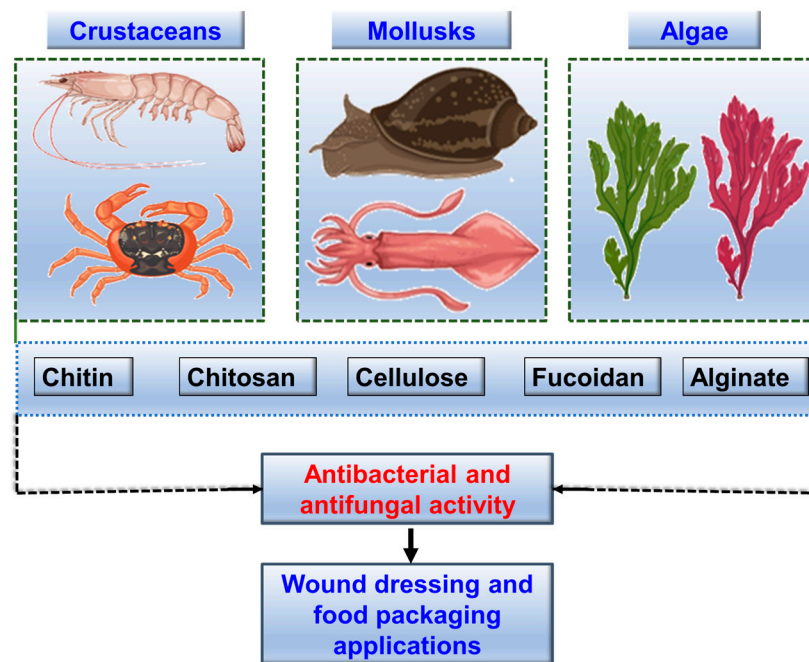 Crustaceans
Mollusks
Algae
Chitin
Chitosan
Cellulose
Fucoidan
Alginate
Antibacterial and
antifungal activity
Wound dressing and
food packaging
applications